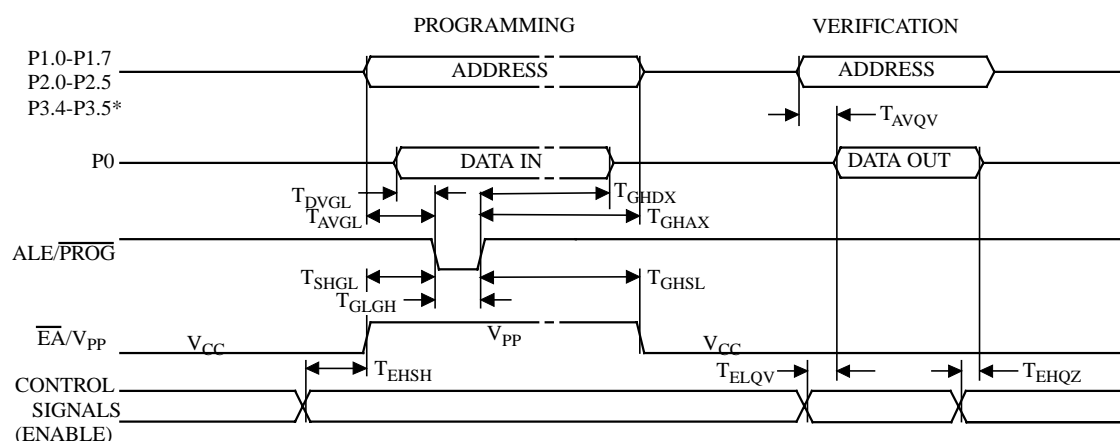 PROGRAMMING VERIFICATION
P1.0-P1.7
P2.0-P2.5
P3.4-P3.5*
ADDRESS ADDRESS
TAVQV
P0 DATA IN DATA OUT
TDVGL TGHDX
TAVGL TGHAX
ALE/PROG
TSHGL TGHSL
TGLGH
EA/VPP VCC VPP VCC
TEHSH TELQV TEHQZ
CONTROL
SIGNALS
(ENABLE)